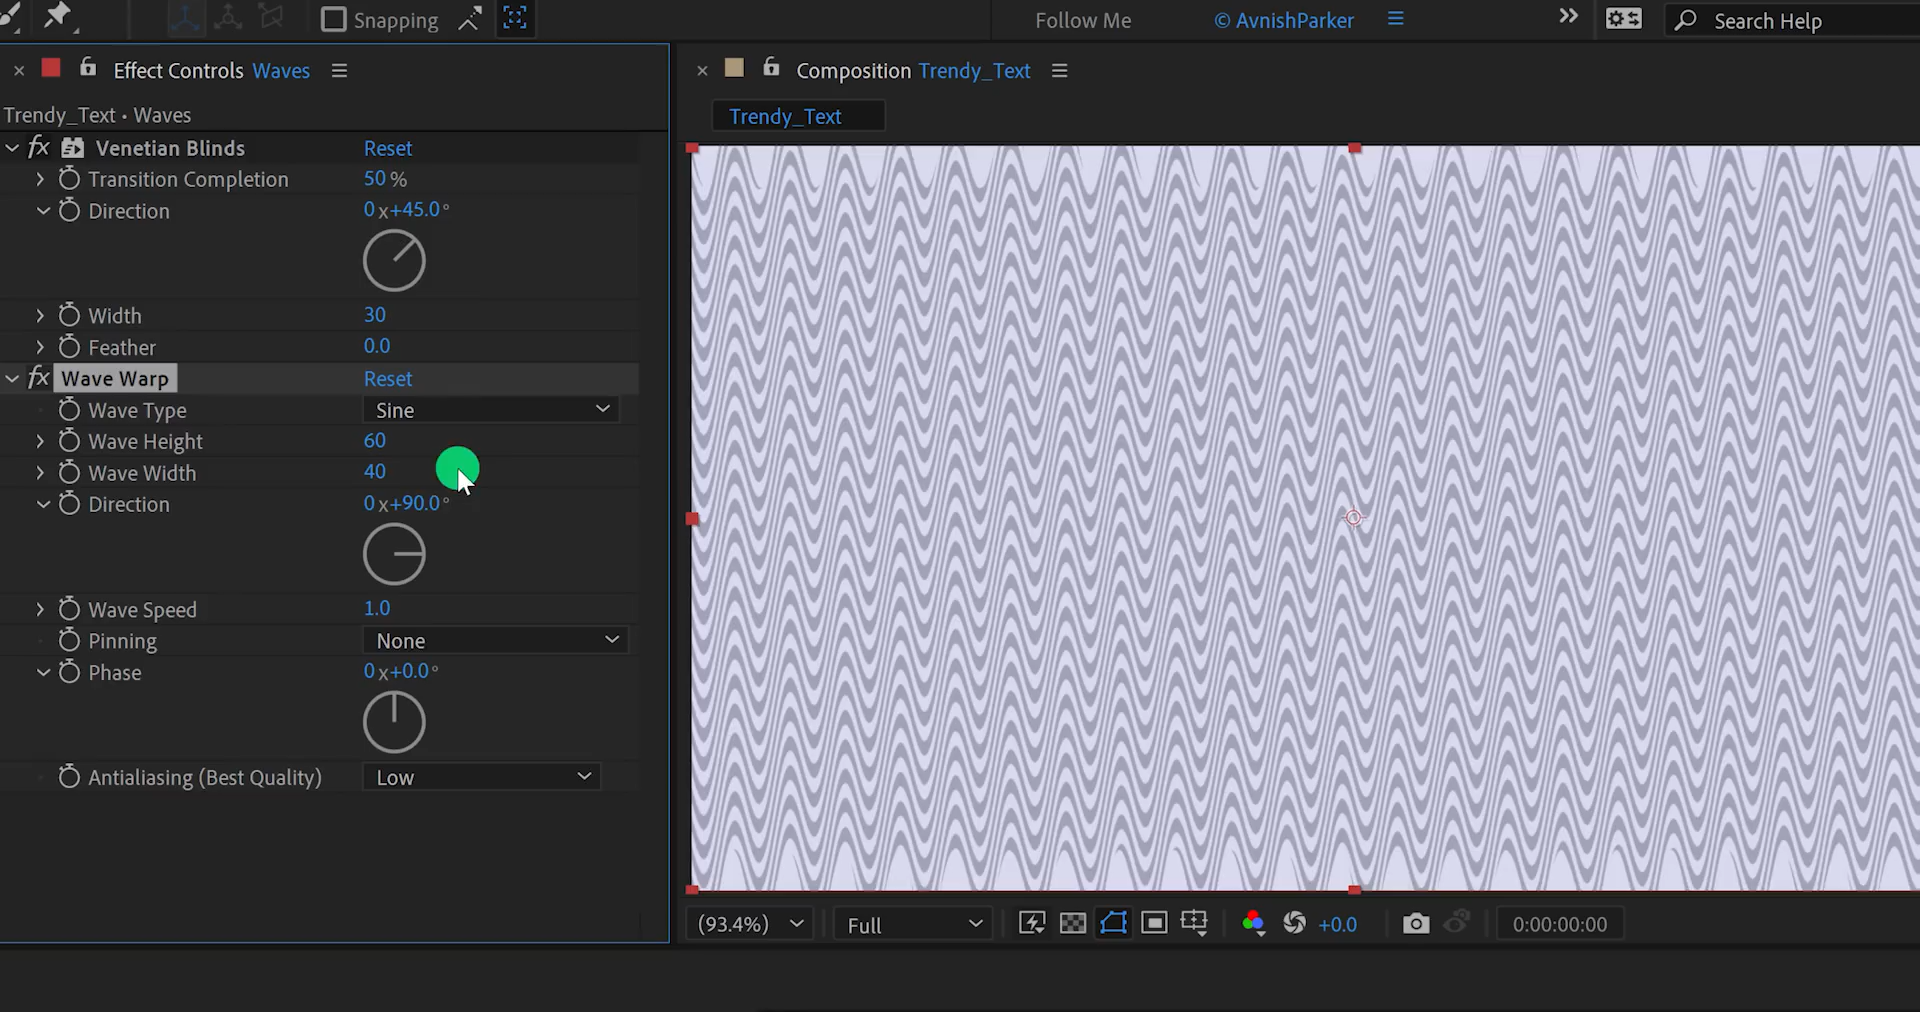 Snapping
Follow Me
© AvnishParker
Search Help
Effect Controls Waves
Composition Trendy_Text
Trendy_Text • Waves
Trendy_Text
fx Venetian Blinds Reset
Transition Completion 50 %
Direction 0 x+45.0°
Width 30
Feather 0.0
fx Wave Warp Reset
Wave Type Sine
Wave Height 60
Wave Width 40
Direction 0 x+90.0°
Wave Speed 1.0
Pinning None
Phase 0 x+0.0°
Antialiasing (Best Quality) Low
(93.4%) Full +0.0 0:00:00:00